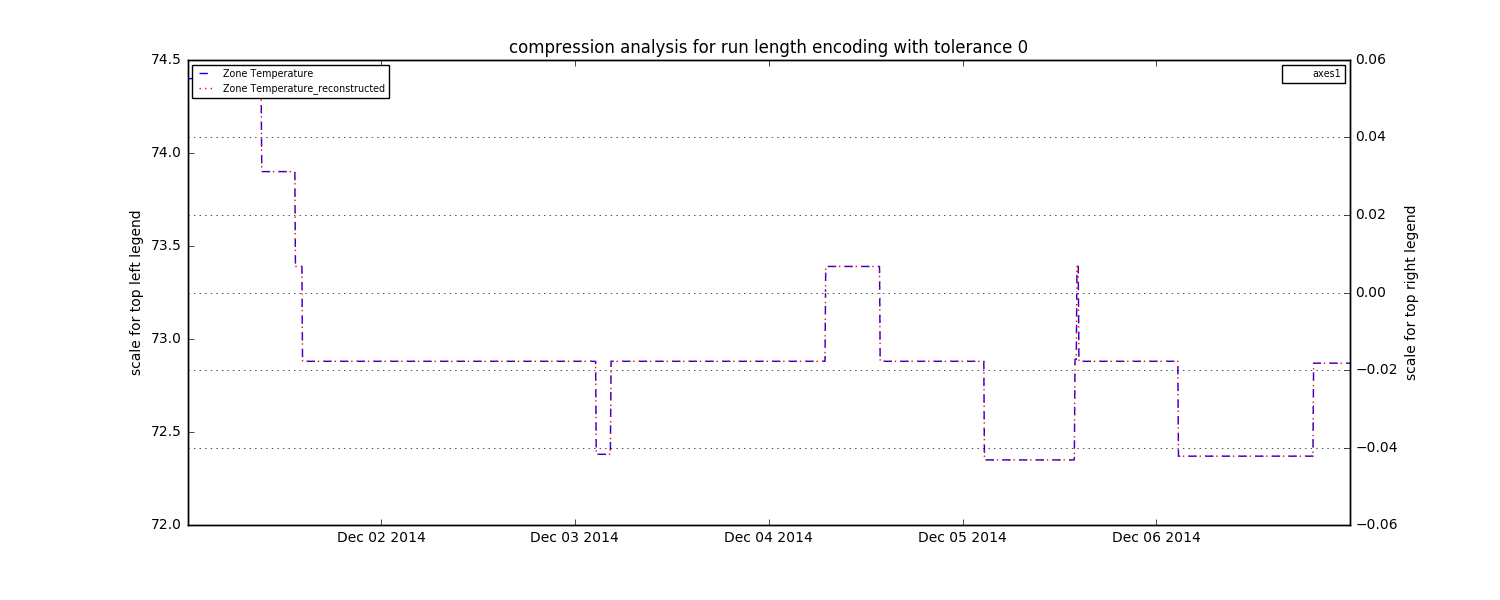 compression analysis for run length encoding with tolerance 0
74.5
74.0
73.5
73.0
72.5
72.0
scale for top left legend
Zone Temperature
Zone Temperature_reconstructed
axes1
0.06
0.04
0.02
0.00
−0.02
−0.04
−0.06
scale for top right legend
Dec 02 2014
Dec 03 2014
Dec 04 2014
Dec 05 2014
Dec 06 2014